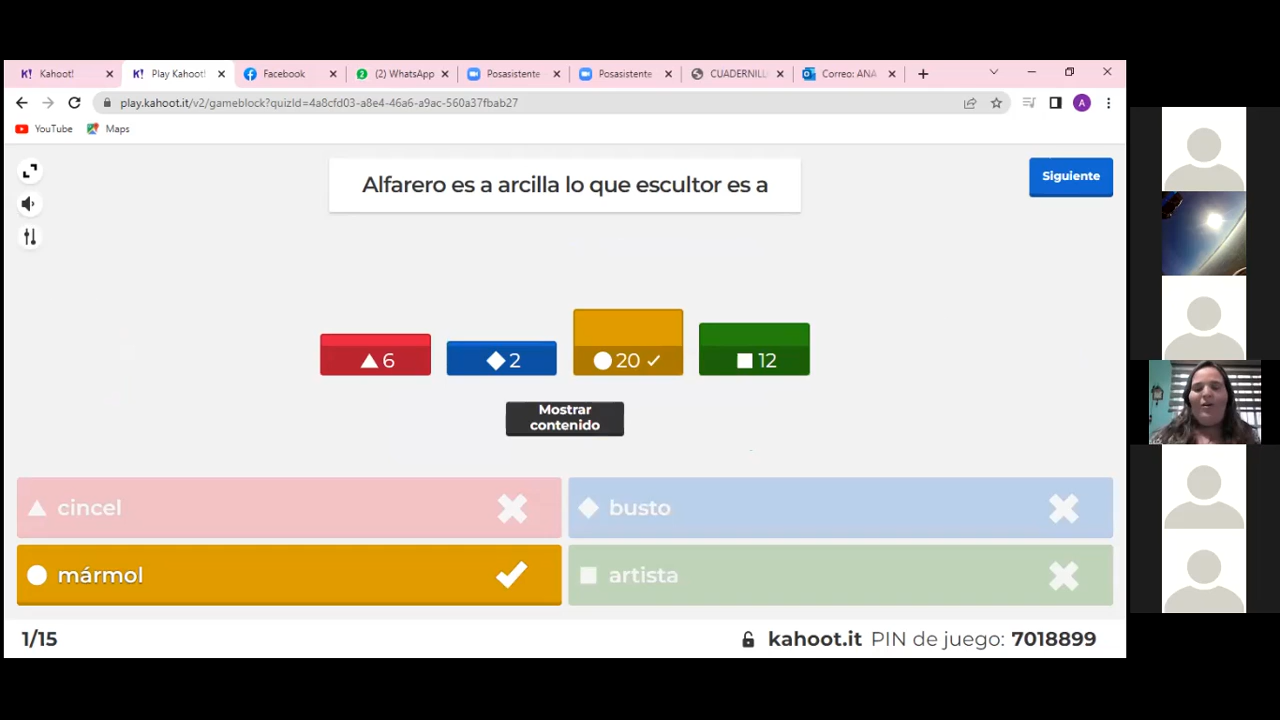 Kahoot!
Play Kahoot!
Facebook
(2) WhatsApp
Posasistente
Posasistente
CUADERNILL
Correo: ANA
play.kahoot.it/v2/gameblock?quizId=4a8cfd03-a8e4-46a6-a9ac-560a37fbab27
A
YouTube
Maps
Alfarero es a arcilla lo que escultor es a
Siguiente
6
2
20
12
Mostrar
contenido
cincel
busto
mármol
artista
1/15
kahoot.it PIN de juego: 7018899